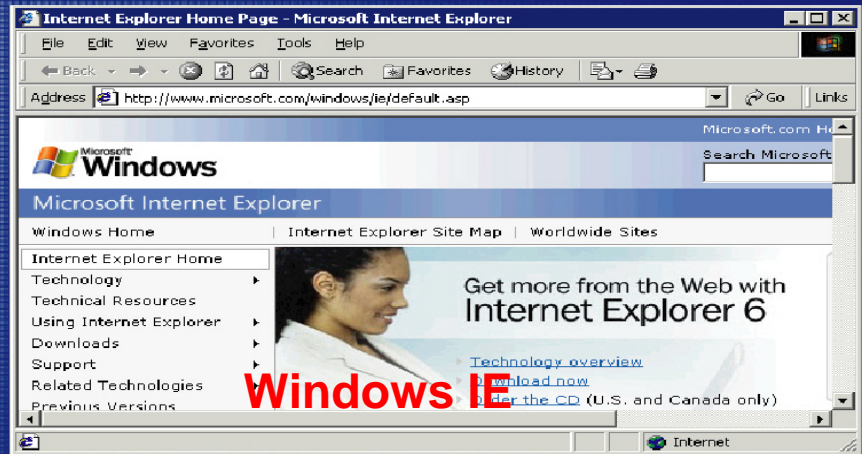 Internet Explorer Home Page - Microsoft Internet Explorer
File Edit View Favorites Tools Help
Back Search Favorites History
Address http://www.microsoft.com/windows/ie/default.asp Go Links
Microsoft.com
Microsoft
Windows
Search Microsoft
Microsoft Internet Explorer
Windows Home | Internet Explorer Site Map | Worldwide Sites
Internet Explorer Home
Technology
Technical Resources
Using Internet Explorer
Downloads
Support
Related Technologies
Previous Versions
Get more from the Web with
Internet Explorer 6
Technology overview
Download now
Order the CD (U.S. and Canada only)
Windows IE
Internet